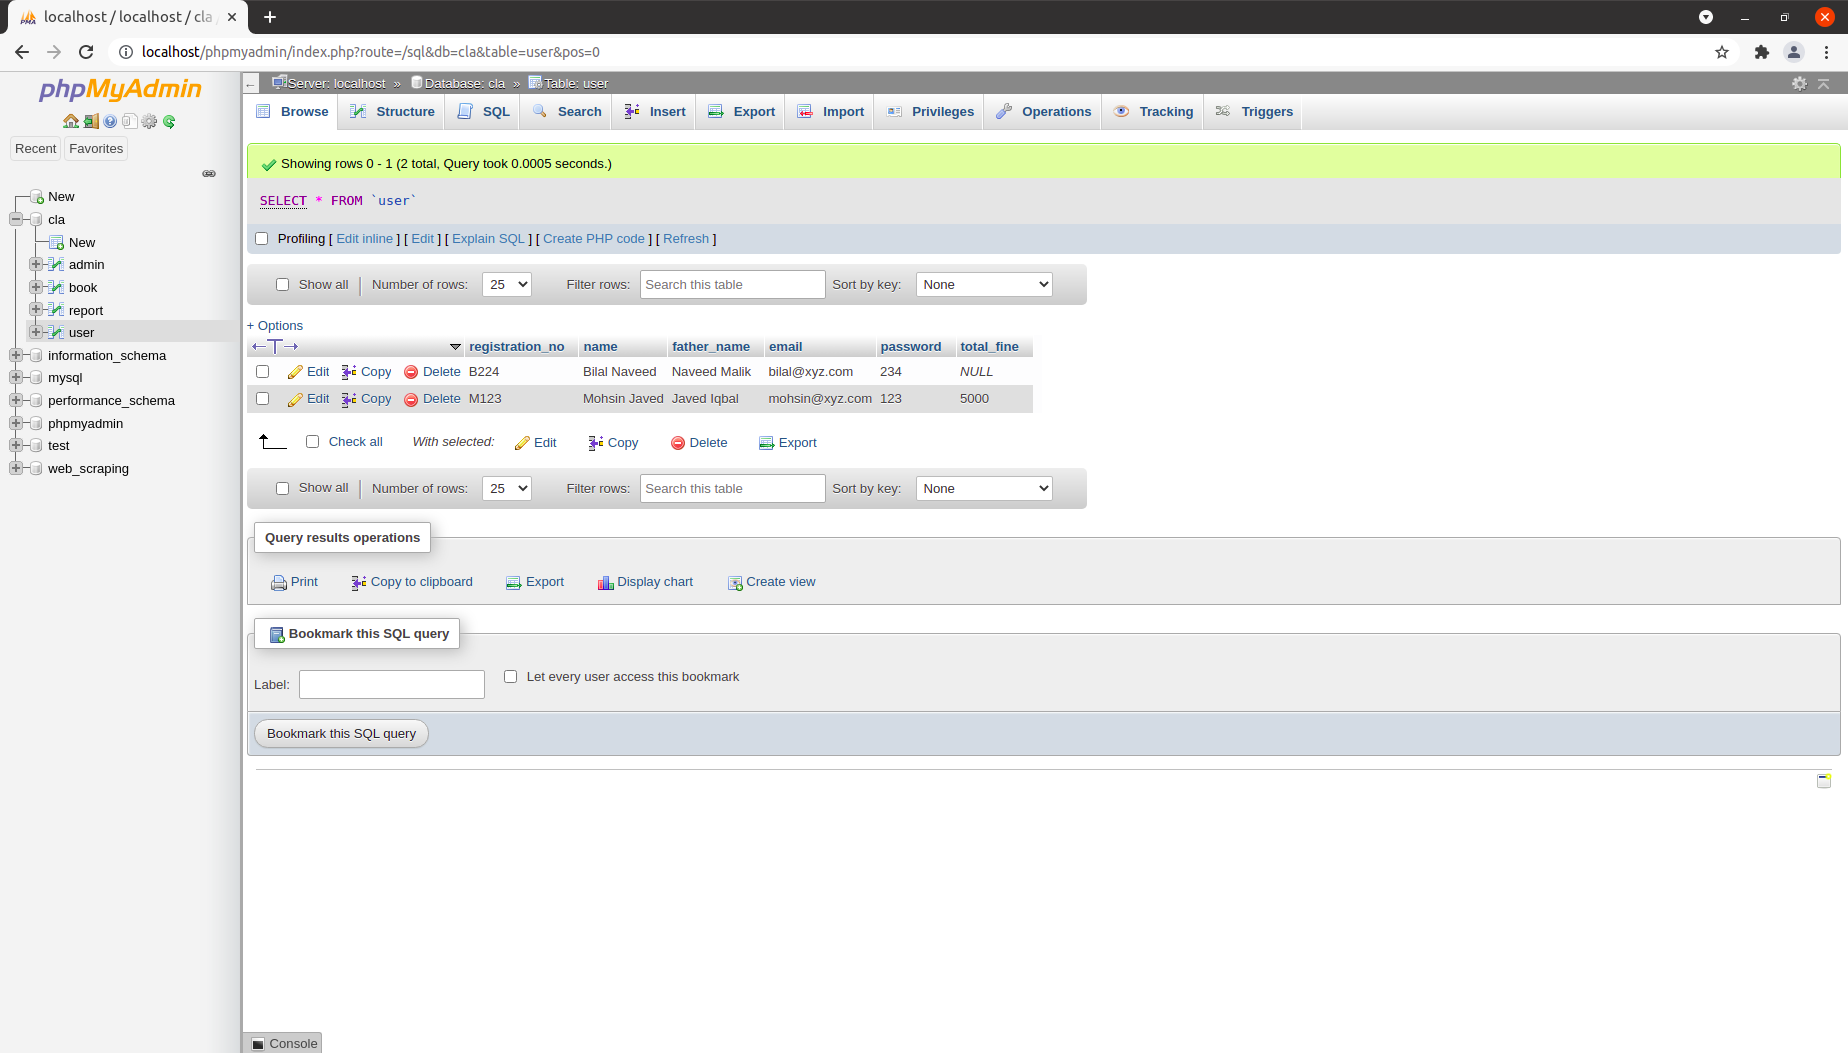 localhost / localhost / cla
localhost/phpmyadmin/index.php?route=/sql&db=cla&table=user&pos=0
phpMyAdmin
Recent Favorites
New
cla
New
admin
book
report
user
information_schema
mysql
performance_schema
phpmyadmin
test
web_scraping
Server: localhost » Database: cla » Table: user
Browse Structure SQL Search Insert Export Import Privileges Operations Tracking Triggers
Showing rows 0 - 1 (2 total, Query took 0.0005 seconds.)
SELECT * FROM `user`
Profiling [ Edit inline ] [ Edit ] [ Explain SQL ] [ Create PHP code ] [ Refresh ]
Show all Number of rows: 25 Filter rows: Search this table Sort by key: None
+ Options
registration_no name father_name email password total_fine
Edit Copy Delete B224 Bilal Naveed Naveed Malik bilal@xyz.com 234 NULL
Edit Copy Delete M123 Mohsin Javed Javed Iqbal mohsin@xyz.com 123 5000
Check all With selected: Edit Copy Delete Export
Show all Number of rows: 25 Filter rows: Search this table Sort by key: None
Query results operations
Print Copy to clipboard Export Display chart Create view
Bookmark this SQL query
Label: Let every user access this bookmark
Bookmark this SQL query
Console